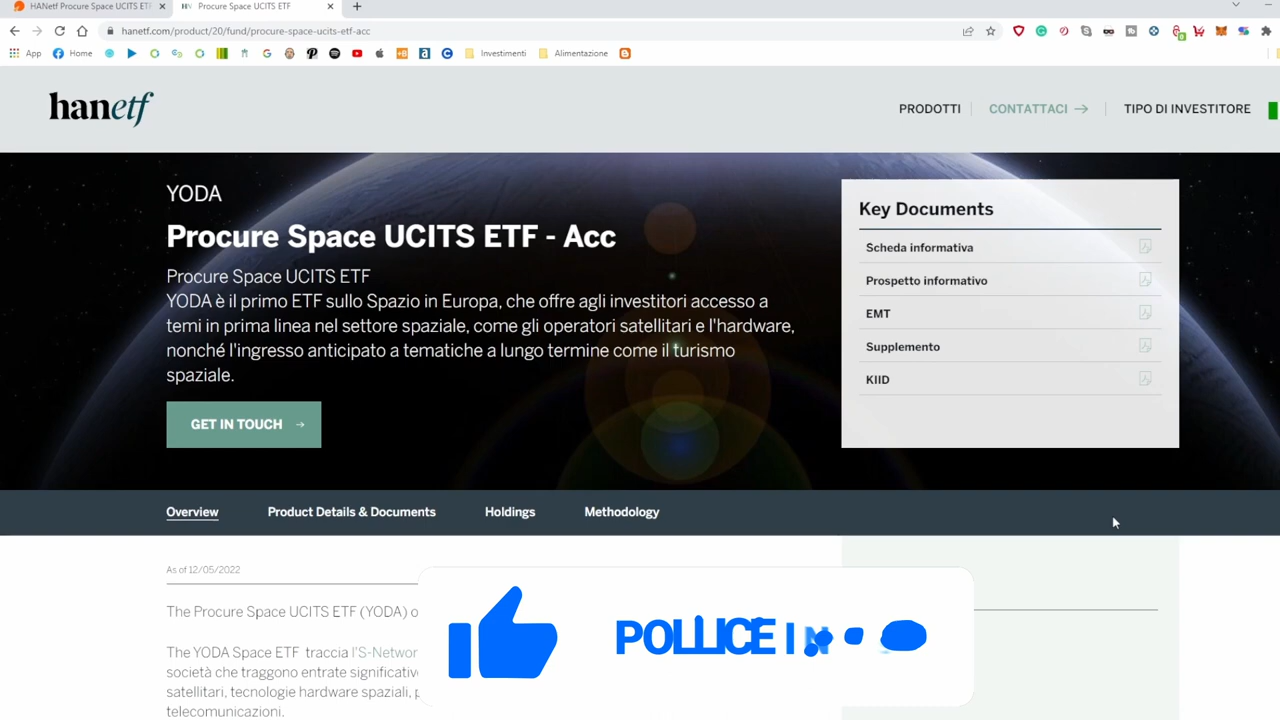 HANetf Procure Space UCITS ETF
Procure Space UCITS ETF
hanetf.com/product/20/fund/procure-space-ucits-etf-acc
App
Home
Investimenti
Alimentazione
hanetf
PRODOTTI
CONTATTACI
TIPO DI INVESTITORE
YODA
Procure Space UCITS ETF - Acc
Procure Space UCITS ETF
YODA è il primo ETF sullo Spazio in Europa, che offre agli investitori accesso a
temi in prima linea nel settore spaziale, come gli operatori satellitari e l'hardware,
nonché l'ingresso anticipato a tematiche a lungo termine come il turismo
spaziale.
GET IN TOUCH
Key Documents
Scheda informativa
Prospetto informativo
EMT
Supplemento
KIID
Overview
Product Details & Documents
Holdings
Methodology
As of 12/05/2022
The Procure Space UCITS ETF (YODA) o
The YODA Space ETF traccia l'S-Networ
società che traggono entrate significativ
satellitari, tecnologie hardware spaziali, p
telecomunicazioni.
POLLICE IN